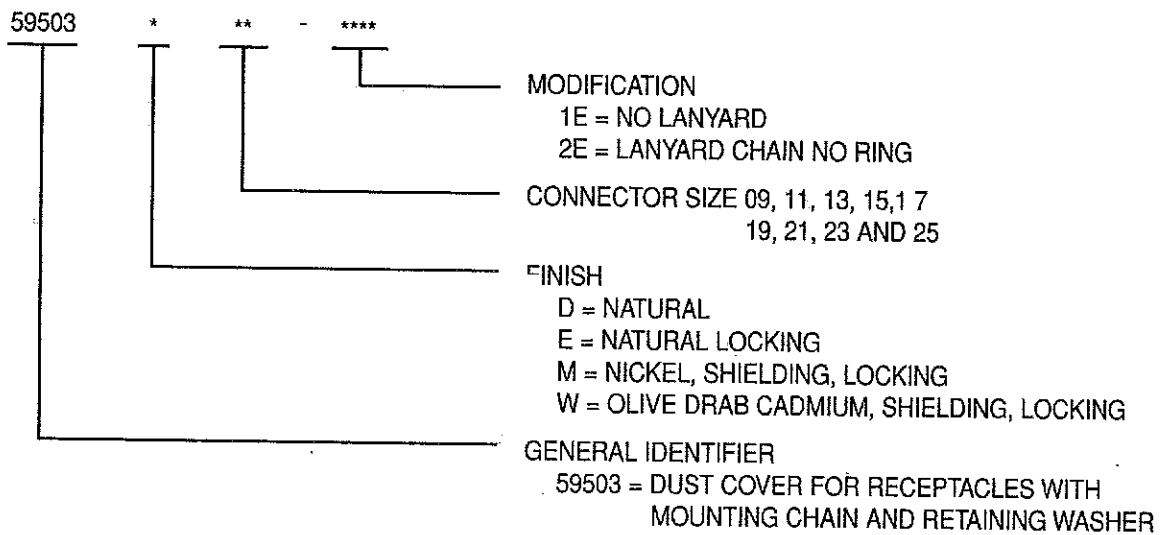 59503 * ** - ****
MODIFICATION
1E = NO LANYARD
2E = LANYARD CHAIN NO RING
CONNECTOR SIZE 09, 11, 13, 15,1 7
19, 21, 23 AND 25
FINISH
D = NATURAL
E = NATURAL LOCKING
M = NICKEL, SHIELDING, LOCKING
W = OLIVE DRAB CADMIUM, SHIELDING, LOCKING
GENERAL IDENTIFIER
59503 = DUST COVER FOR RECEPTACLES WITH
MOUNTING CHAIN AND RETAINING WASHER